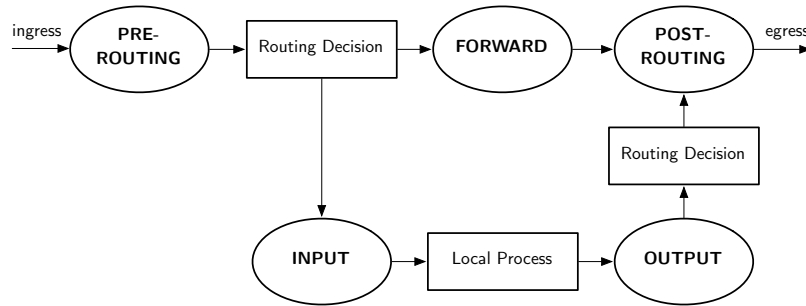 ingress
PRE-
ROUTING
Routing Decision
FORWARD
POST-
ROUTING
egress
Routing Decision
INPUT
Local Process
OUTPUT